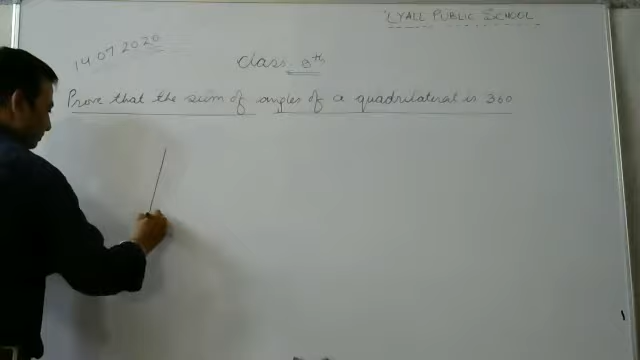 'LYALL PUBLIC SCHOOL
14.07.2020
Class. 8th
Prove that the sum of angles of a quadrilateral is 360